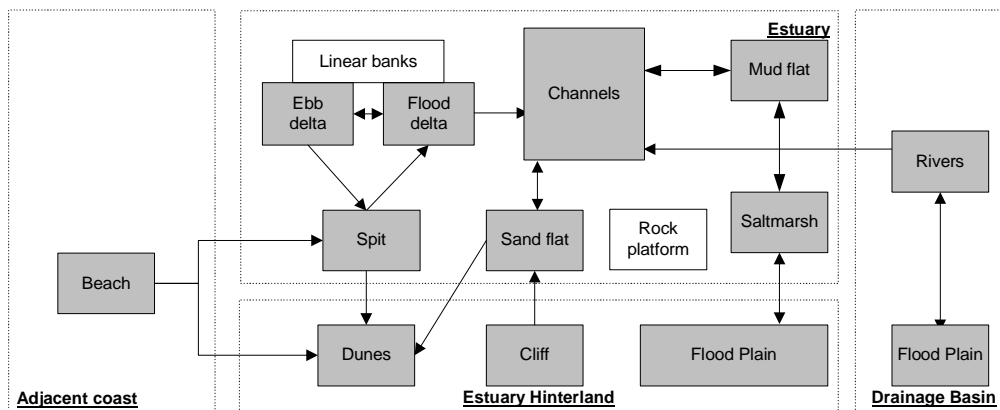 Estuary
Linear banks
Ebb
delta
Flood
delta
Channels
Mud flat
Rivers
Spit
Sand flat
Rock
platform
Saltmarsh
Beach
Dunes
Cliff
Flood Plain
Flood Plain
Adjacent coast
Estuary Hinterland
Drainage Basin